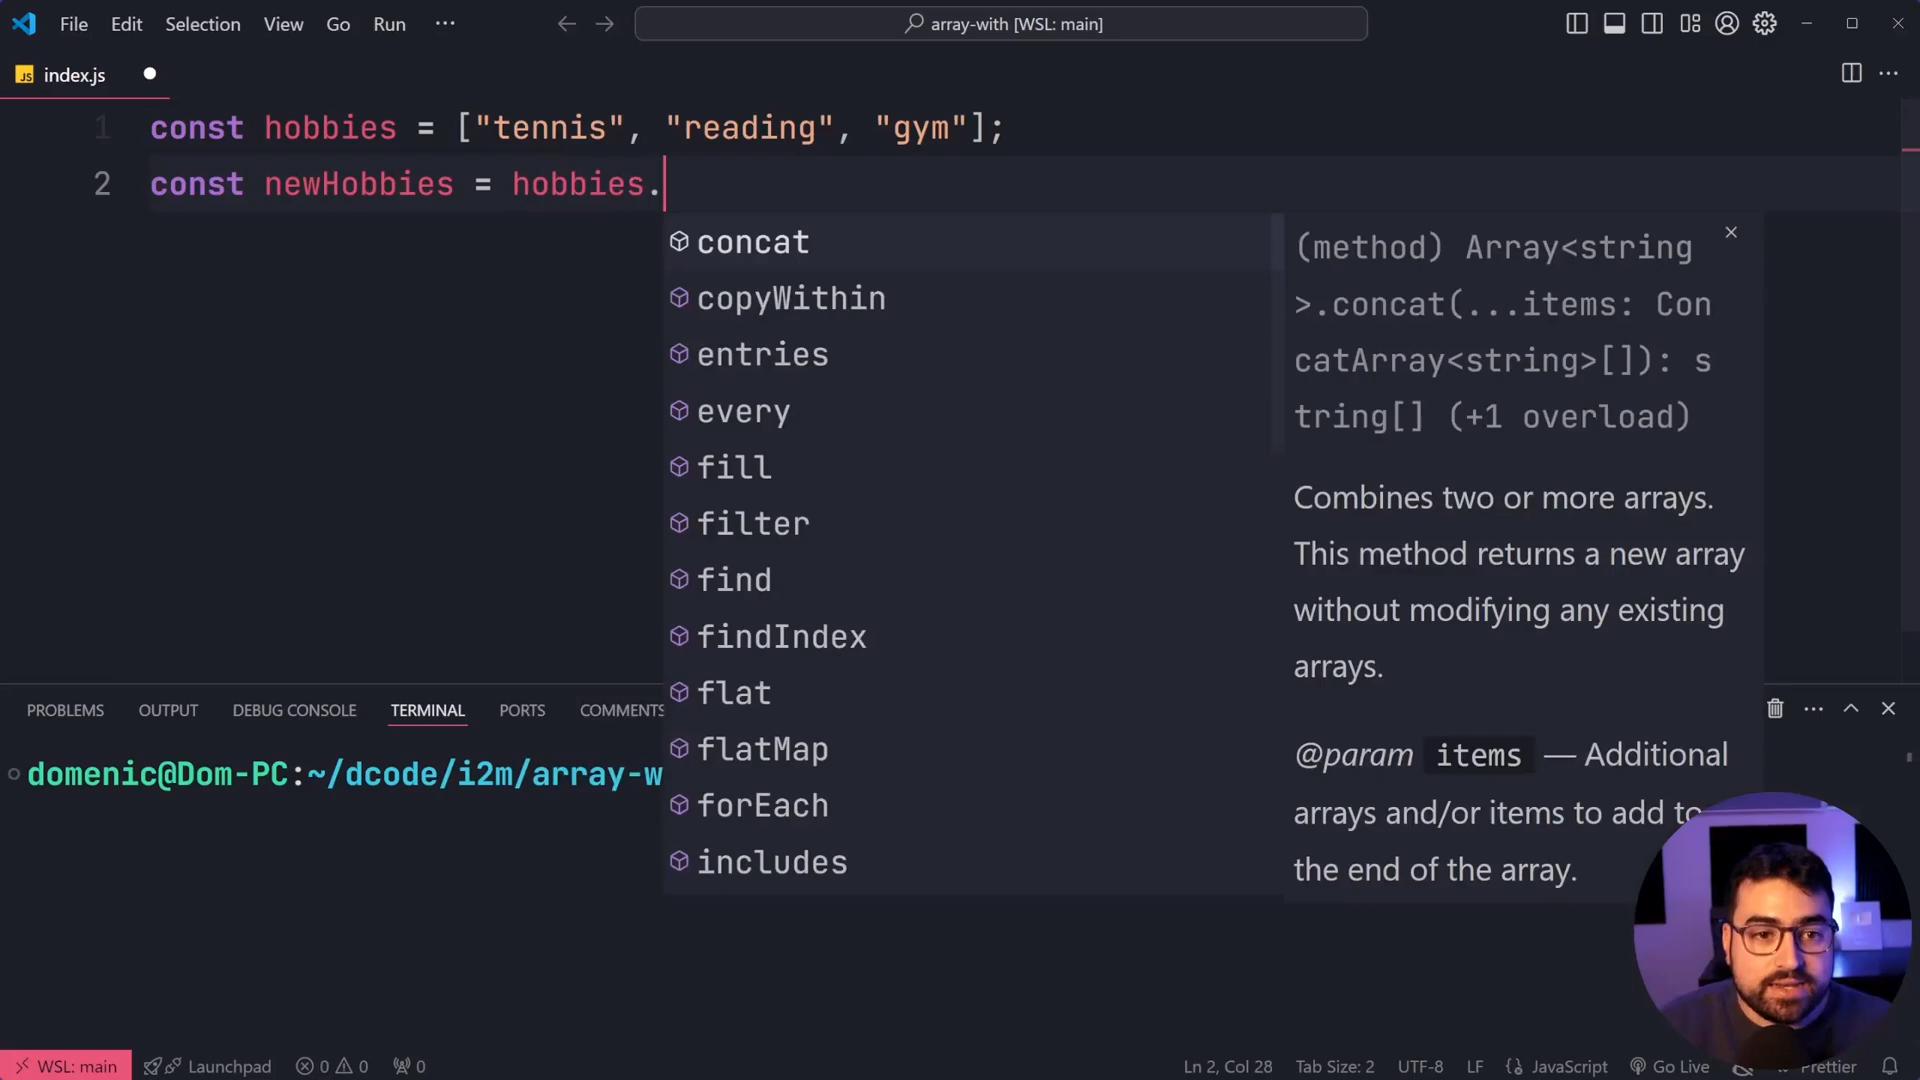 File Edit Selection View Go Run ···
array-with [WSL: main]
JS index.js
1 const hobbies = ["tennis", "reading", "gym"];
2 const newHobbies = hobbies.
concat
copyWithin
entries
every
fill
filter
find
findIndex
flat
flatMap
forEach
includes
(method) Array<string
>.concat(...items: Con
catArray<string>[]): s
tring[] (+1 overload)
Combines two or more arrays.
This method returns a new array
without modifying any existing
arrays.
@param items — Additional
arrays and/or items to add to
the end of the array.
PROBLEMS OUTPUT DEBUG CONSOLE TERMINAL PORTS COMMENTS
domenic@Dom-PC:~/dcode/i2m/array-w
WSL: main Launchpad 0 0 0 Ln 2, Col 28 Tab Size: 2 UTF-8 LF JavaScript Go Live Prettier